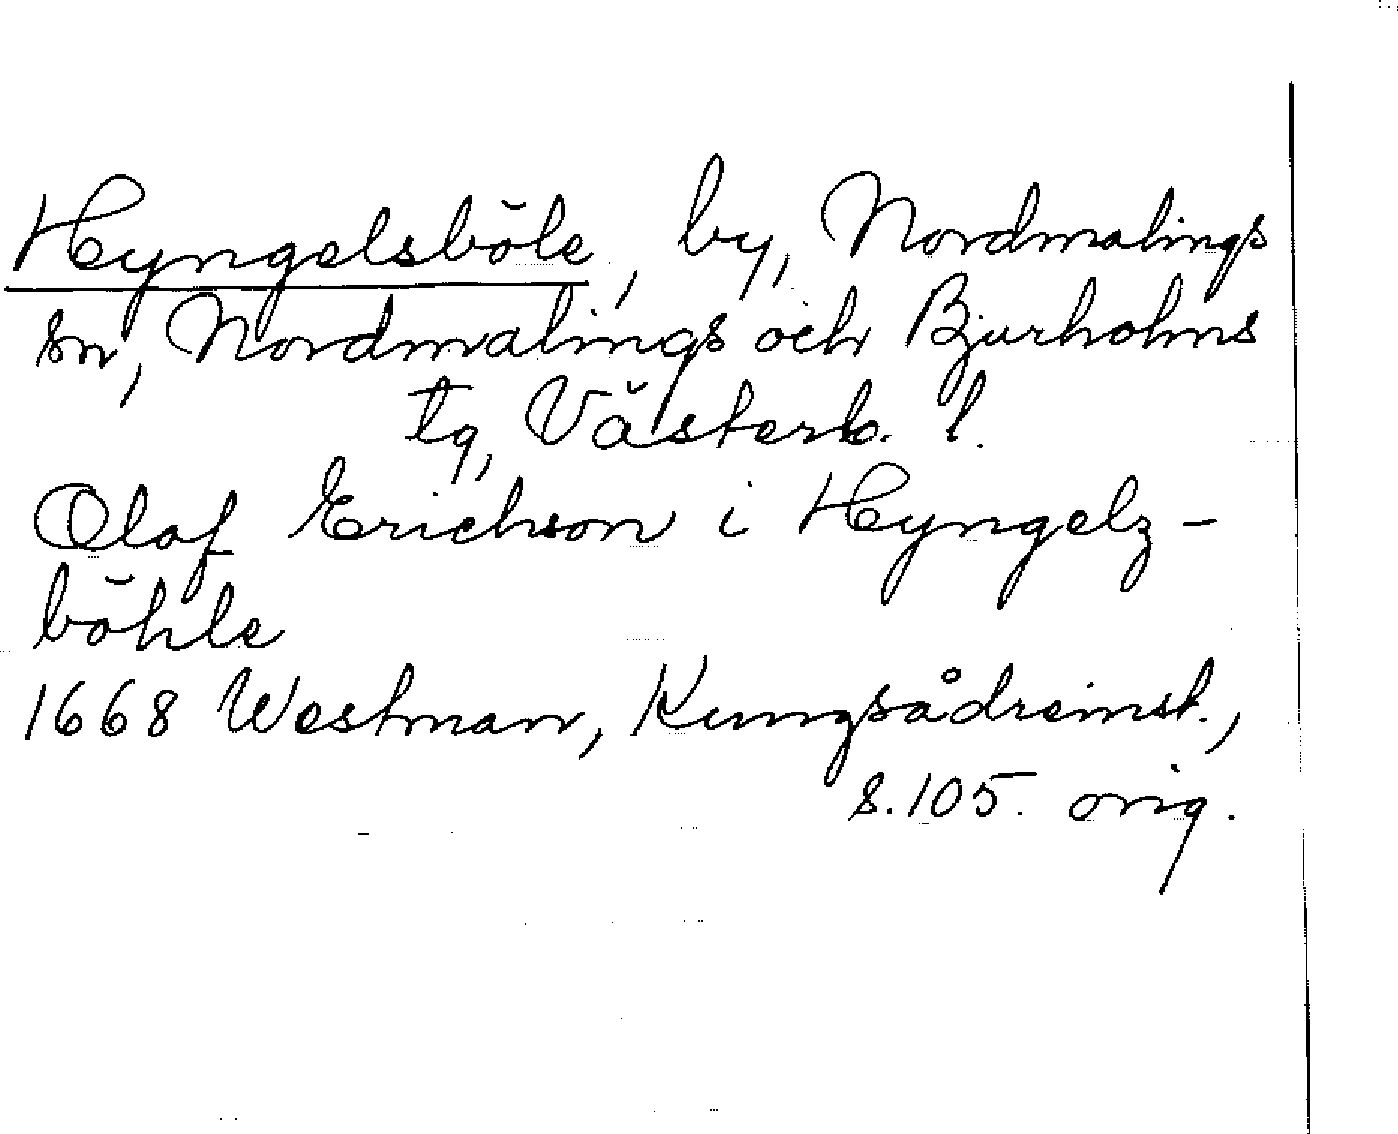 Hyngelsböle, by, Nordmalings
sn, Nordmalings och Bjurholms
tg, Västerb. l.
Olof Erichson i Hyngelz-
böhle
1668 Westman, Kungsådreinst.,
s. 105. orig.